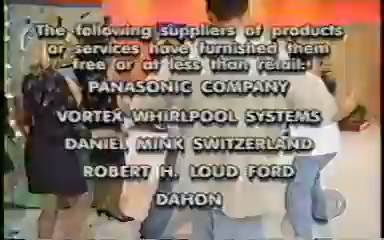 The following suppliers of products
or services have furnished them
free or at less than retail:
PANASONIC COMPANY
VORTEX WHIRLPOOL SYSTEMS
DANIEL MINK SWITZERLAND
ROBERT H. LOUD FORD
DAHON